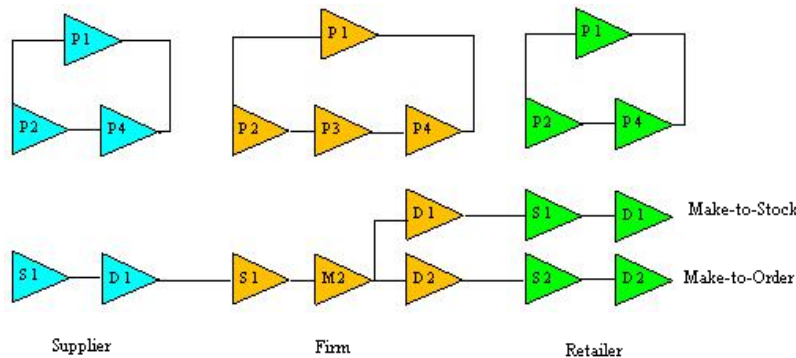 P1 P1 P1
P2 P4 P2 P3 P4 P2 P4
D1 S1 D1 Make-to-Stock
S1 D1 S1 M2 D2 S2 D2 Make-to-Order
Supplier Firm Retailer